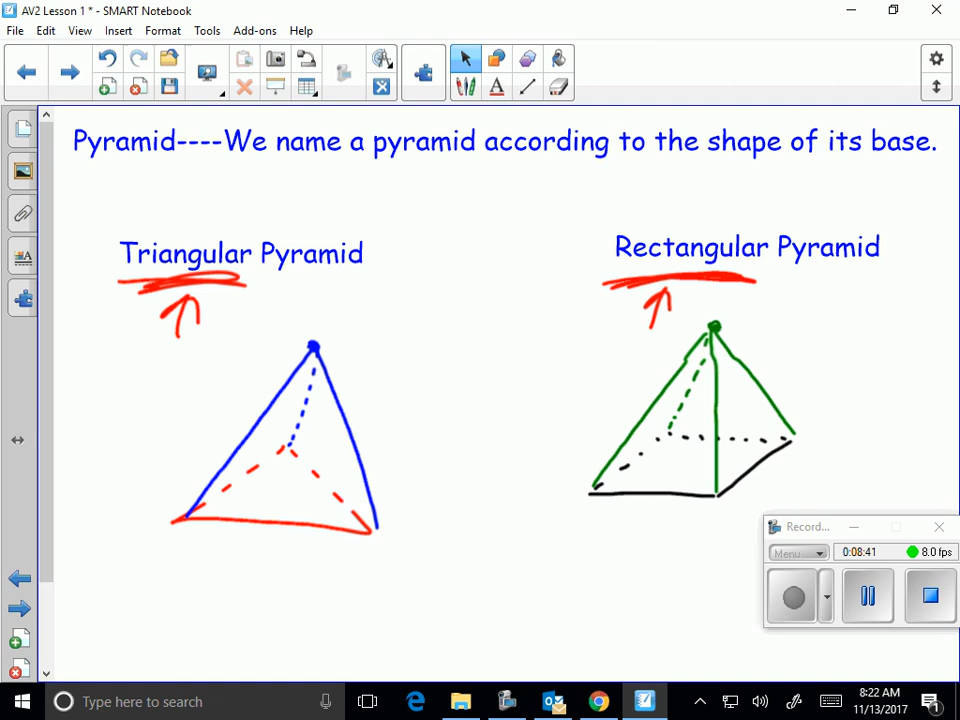 AV2 Lesson 1 * - SMART Notebook
File Edit View Insert Format Tools Add-ons Help
Pyramid----We name a pyramid according to the shape of its base.
Triangular Pyramid
Rectangular Pyramid
Record...
Menu
0:08:41
8.0 fps
Type here to search
8:22 AM
11/13/2017
1